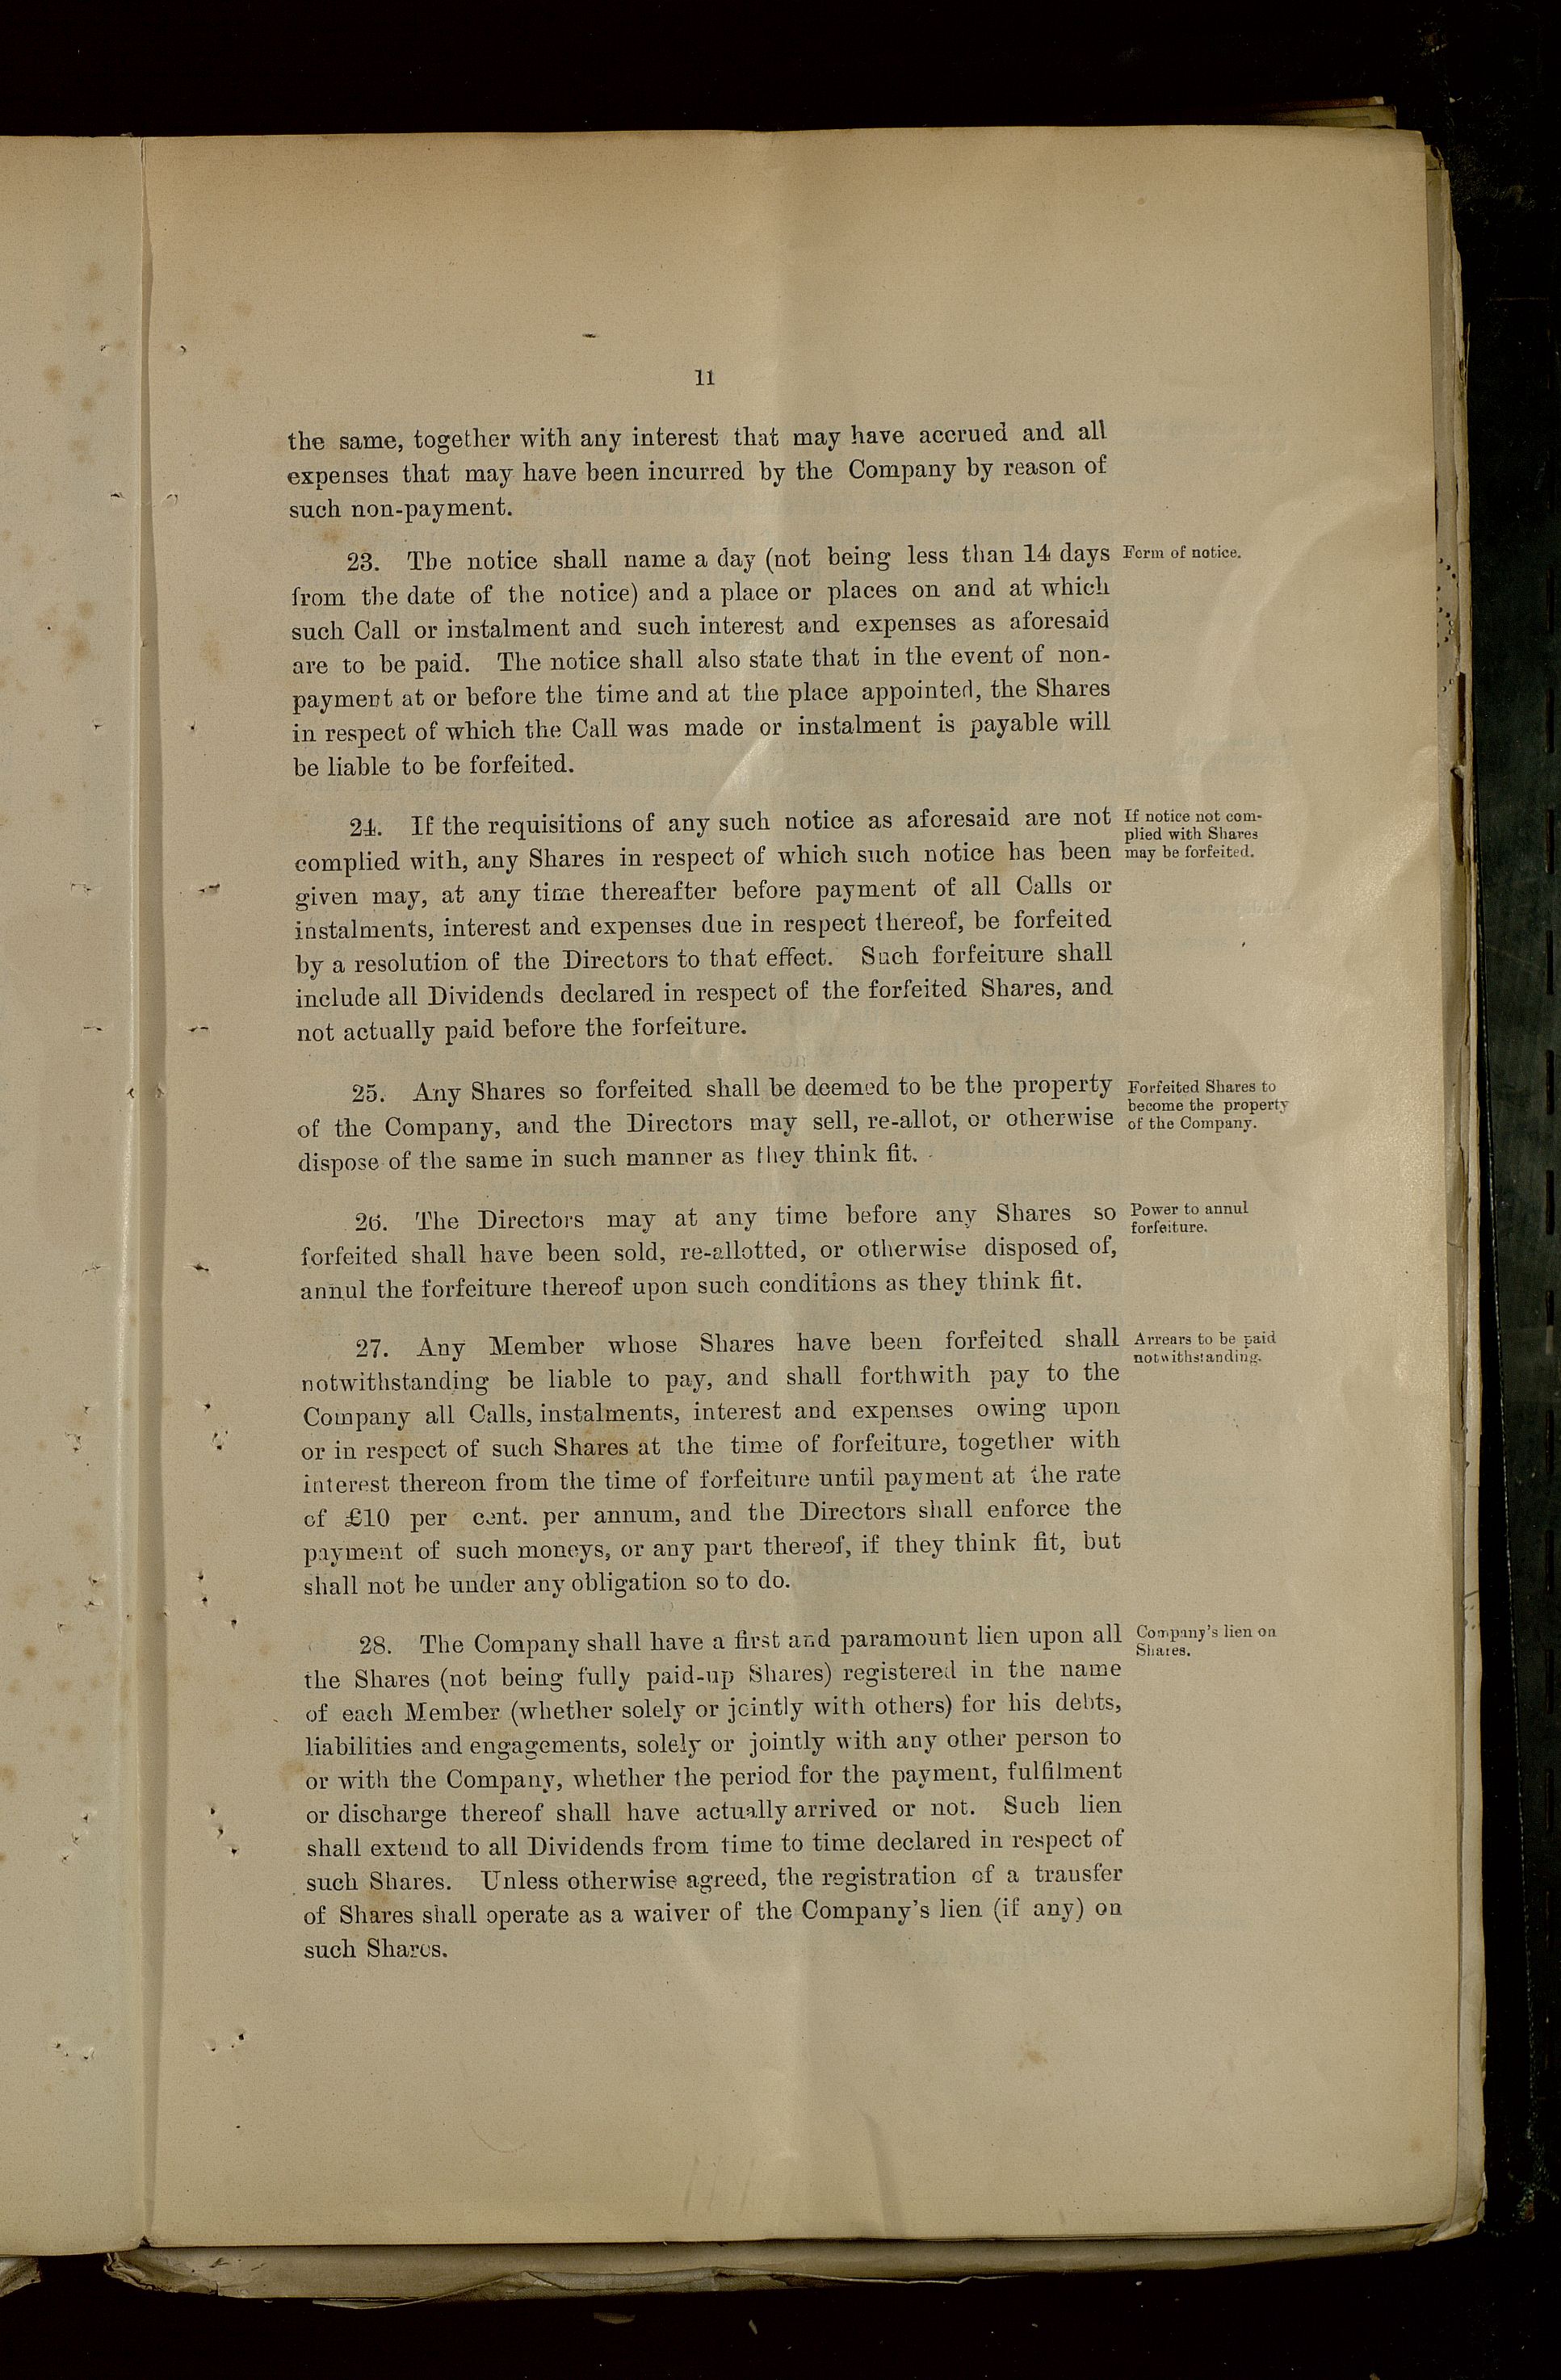 11
the same, together with any interest that may have accrued and all
expenses that may have been incurred by the Company by reason of
such non-payment.
23. The notice shall name a day (not being less than 14 days
Form of notice.
from the date of the notice) and a place or places on and at which
such Call or instalment and such interest and expenses as aforesaid
are to be paid. The notice shall also state that in the event of non-
payment at or before the time and at the place appointed, the Shares
in respect of which the Call was made or instalment is payable will
be liable to be forfeited.
24. If the requisitions of any such notice as aforesaid are not
complied with, any Shares in respect of which such notice has been
given may, at any time thereafter before payment of all Calls or
instalments, interest and expenses due in respect thereof, be forfeited
by a resolution of the Directors to that effect. Such forfeiture shall
include all Dividends declared in respect of the forfeited Shares, and
not actually paid before the forfeiture.
If notice not com-
plied with Shares
may be forfeited.
25. Any Shares so forfeited shall be deemed to be the property
of the Company, and the Directors may sell, re-allot, or otherwise
dispose of the same in such manner as they think fit.
Forfeited Shares to
become the property
of the Company.
26. The Directors may at any time before any Shares so
forfeited shall have been sold, re-allotted, or otherwise disposed of,
annul the forfeiture thereof upon such conditions as they think fit.
Power to annul
forfeiture.
27. Any Member whose Shares have been forfeited shall
notwithstanding be liable to pay, and shall forthwith pay to the
Company all Calls, instalments, interest and expenses owing upon
or in respect of such Shares at the time of forfeiture, together with
interest thereon from the time of forfeiture until payment at the rate
of £10 per cent. per annum, and the Directors shall enforce the
payment of such moneys, or any part thereof, if they think fit, but
shall not be under any obligation so to do.
Arrears to be paid
notwithstanding.
28. The Company shall have a first and paramount lien upon all
the Shares (not being fully paid-up Shares) registered in the name
of each Member (whether solely or jointly with others) for his debts,
liabilities and engagements, solely or jointly with any other person to
or with the Company, whether the period for the payment, fulfilment
or discharge thereof shall have actually arrived or not. Such lien
shall extend to all Dividends from time to time declared in respect of
such Shares. Unless otherwise agreed, the registration of a transfer
of Shares shall operate as a waiver of the Company's lien (if any) on
such Shares.
Company's lien on
Shares.